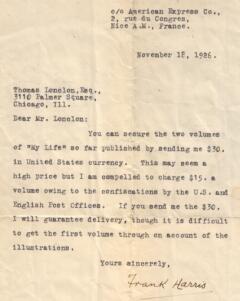 c/o American Express Co.,
2, rue du Congres,
Nice A.M., France.
November 18, 1926.
Thomas Lonclon, Esq.,
3110 Palmer Square,
Chicago, Ill.
Dear Mr. Lonclon:
You can secure the two volumes
of "My Life" so far published by sending me $30.
in United States currency. This may seem a
high price but I am compelled to charge $15. a
volume owing to the confiscations by the U.S. and
English Post Offices. If you send me the $30.
I will guarantee delivery, though it is difficult
to get the first volume through on account of the
illustrations.
Yours sincerely,
Frank Harris